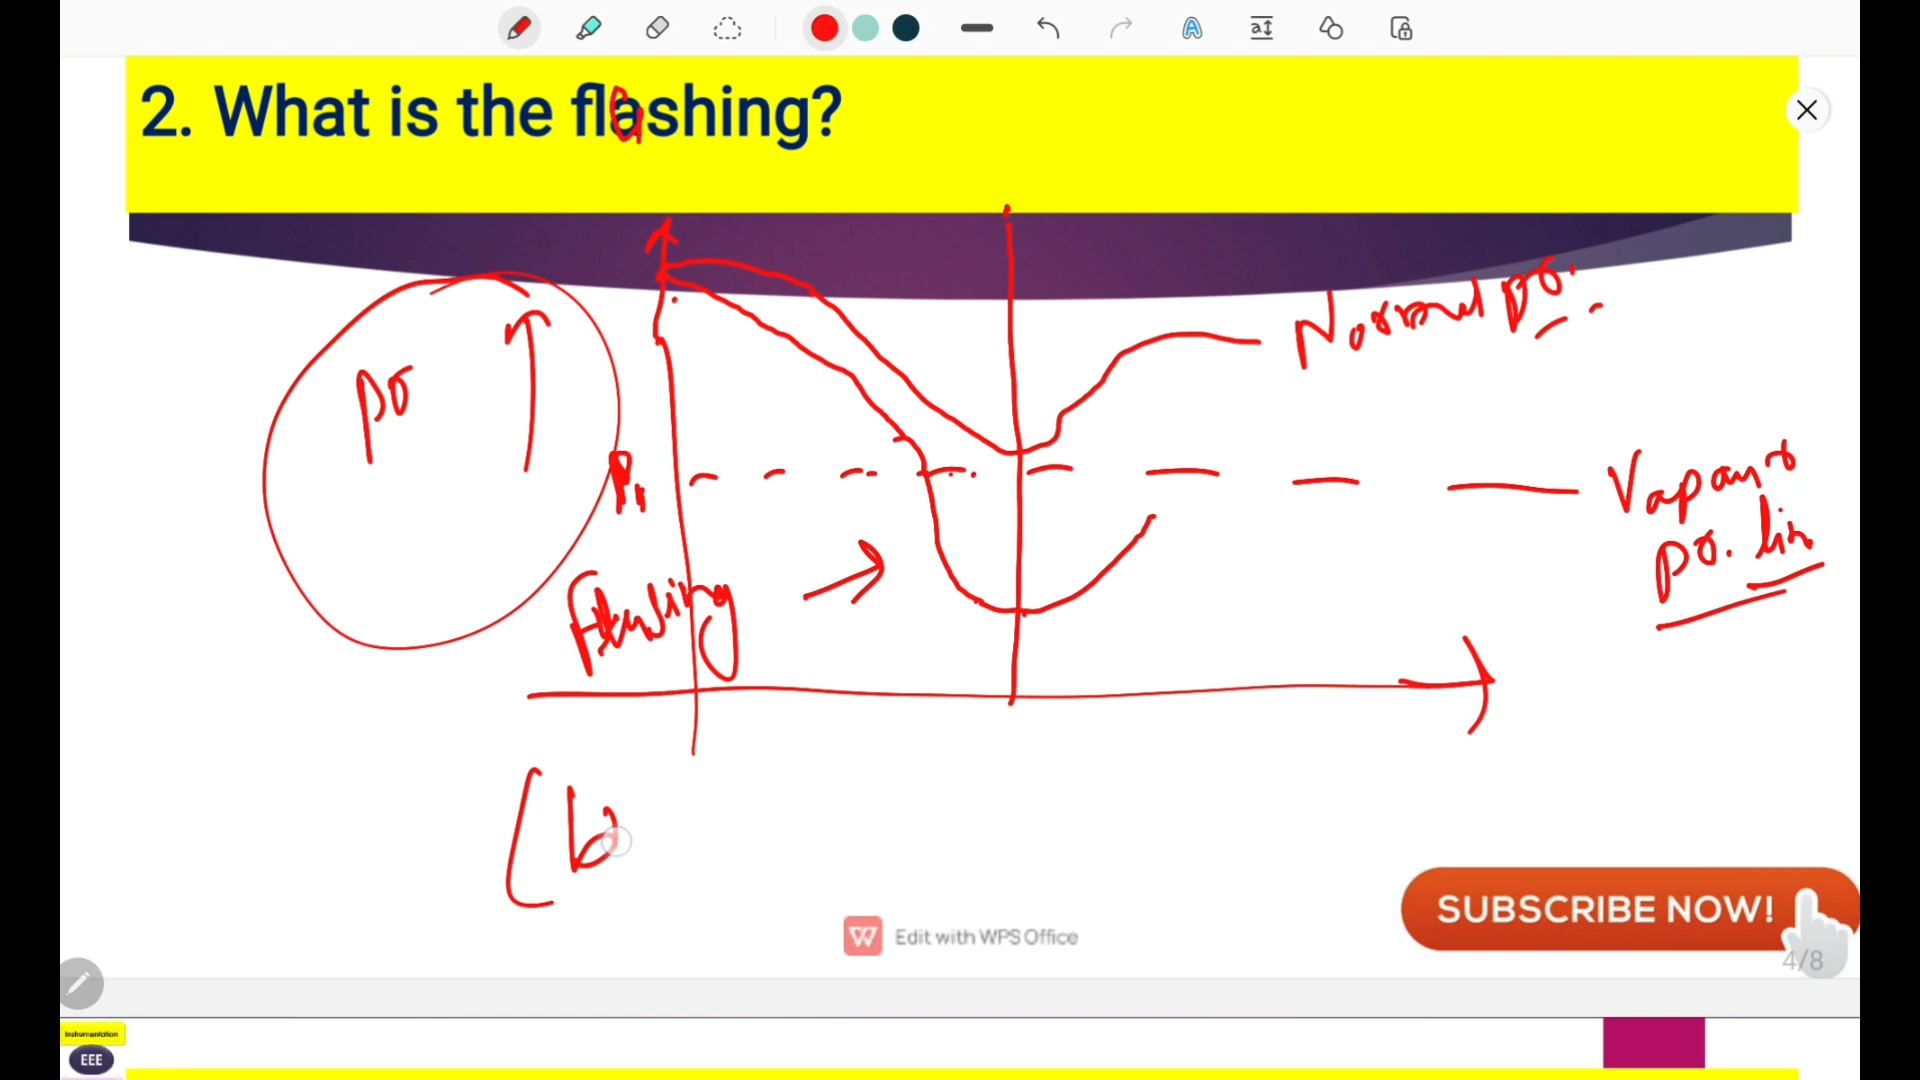 2. What is the flashing?
Normal pr.
pr
P1
Vapour
pr. lin
Flashing
(b
SUBSCRIBE NOW!
Edit with WPS Office
4/8
Instrumentation
EEE